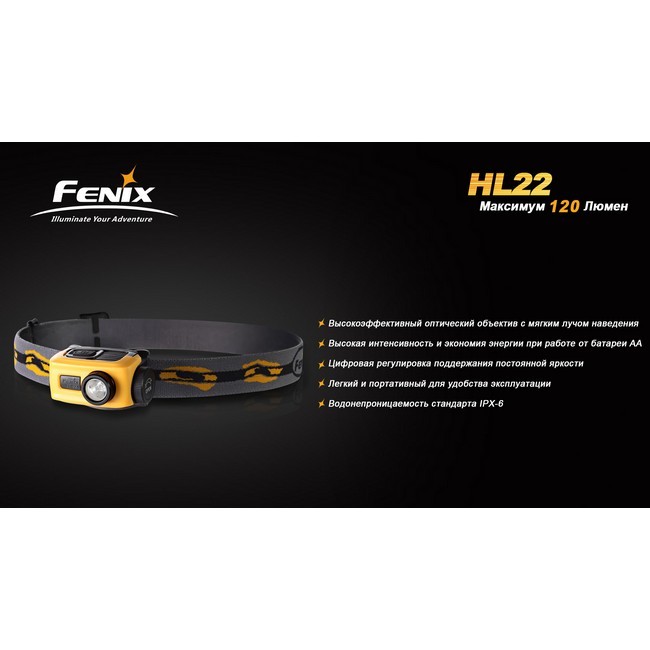 FENIX
Illuminate Your Adventure
HL22
Максимум 120 Люмен
Высокоэффективный оптический объектив с мягким лучом наведения
Высокая интенсивность и экономия энергии при работе от батареи АА
Цифровая регулировка поддержания постоянной яркости
Легкий и портативный для удобства эксплуатации
Водонепроницаемость стандарта IPX-6